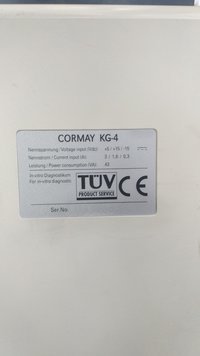 CORMAY KG-4
Nennspannung / Voltage input (Vdc): +5 / +15 / -15
Nennstrom / Current input (A): 3 / 1,6 / 0,3
Leistung / Power consumption (VA): 43
In-vitro Diagnostikum
For in-vitro diagnostic
TÜV
PRODUCT SERVICE
CE
Ser.No.